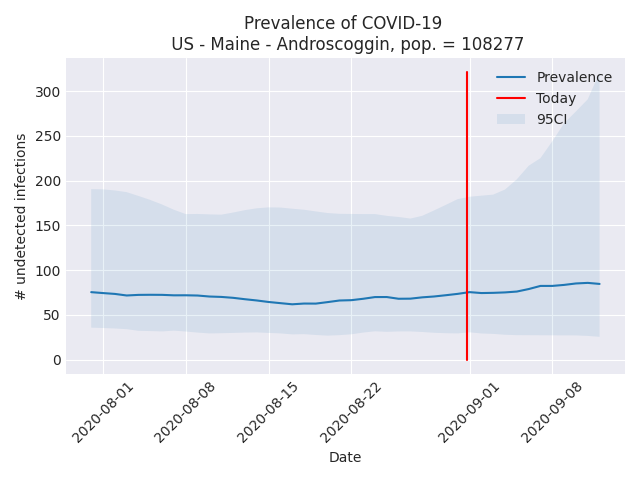 Prevalence of COVID-19
US - Maine - Androscoggin, pop. = 108277
Prevalence
Today
95CI
300
250
200
150
100
50
0
# undetected infections
2020-08-01
2020-08-08
2020-08-15
2020-08-22
2020-09-01
2020-09-08
Date